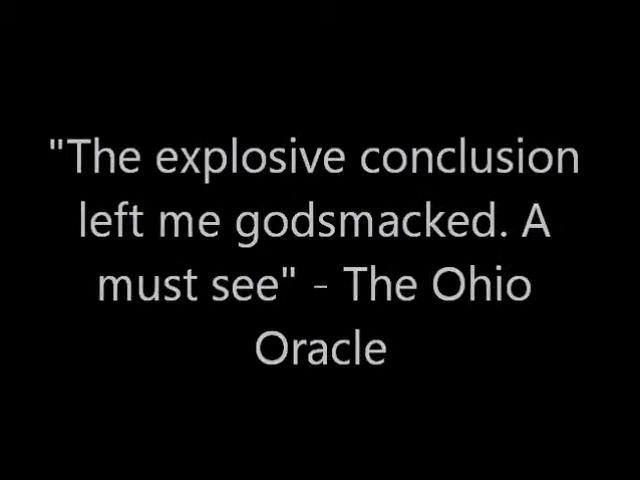 "The explosive conclusion
left me godsmacked. A
must see" - The Ohio
Oracle